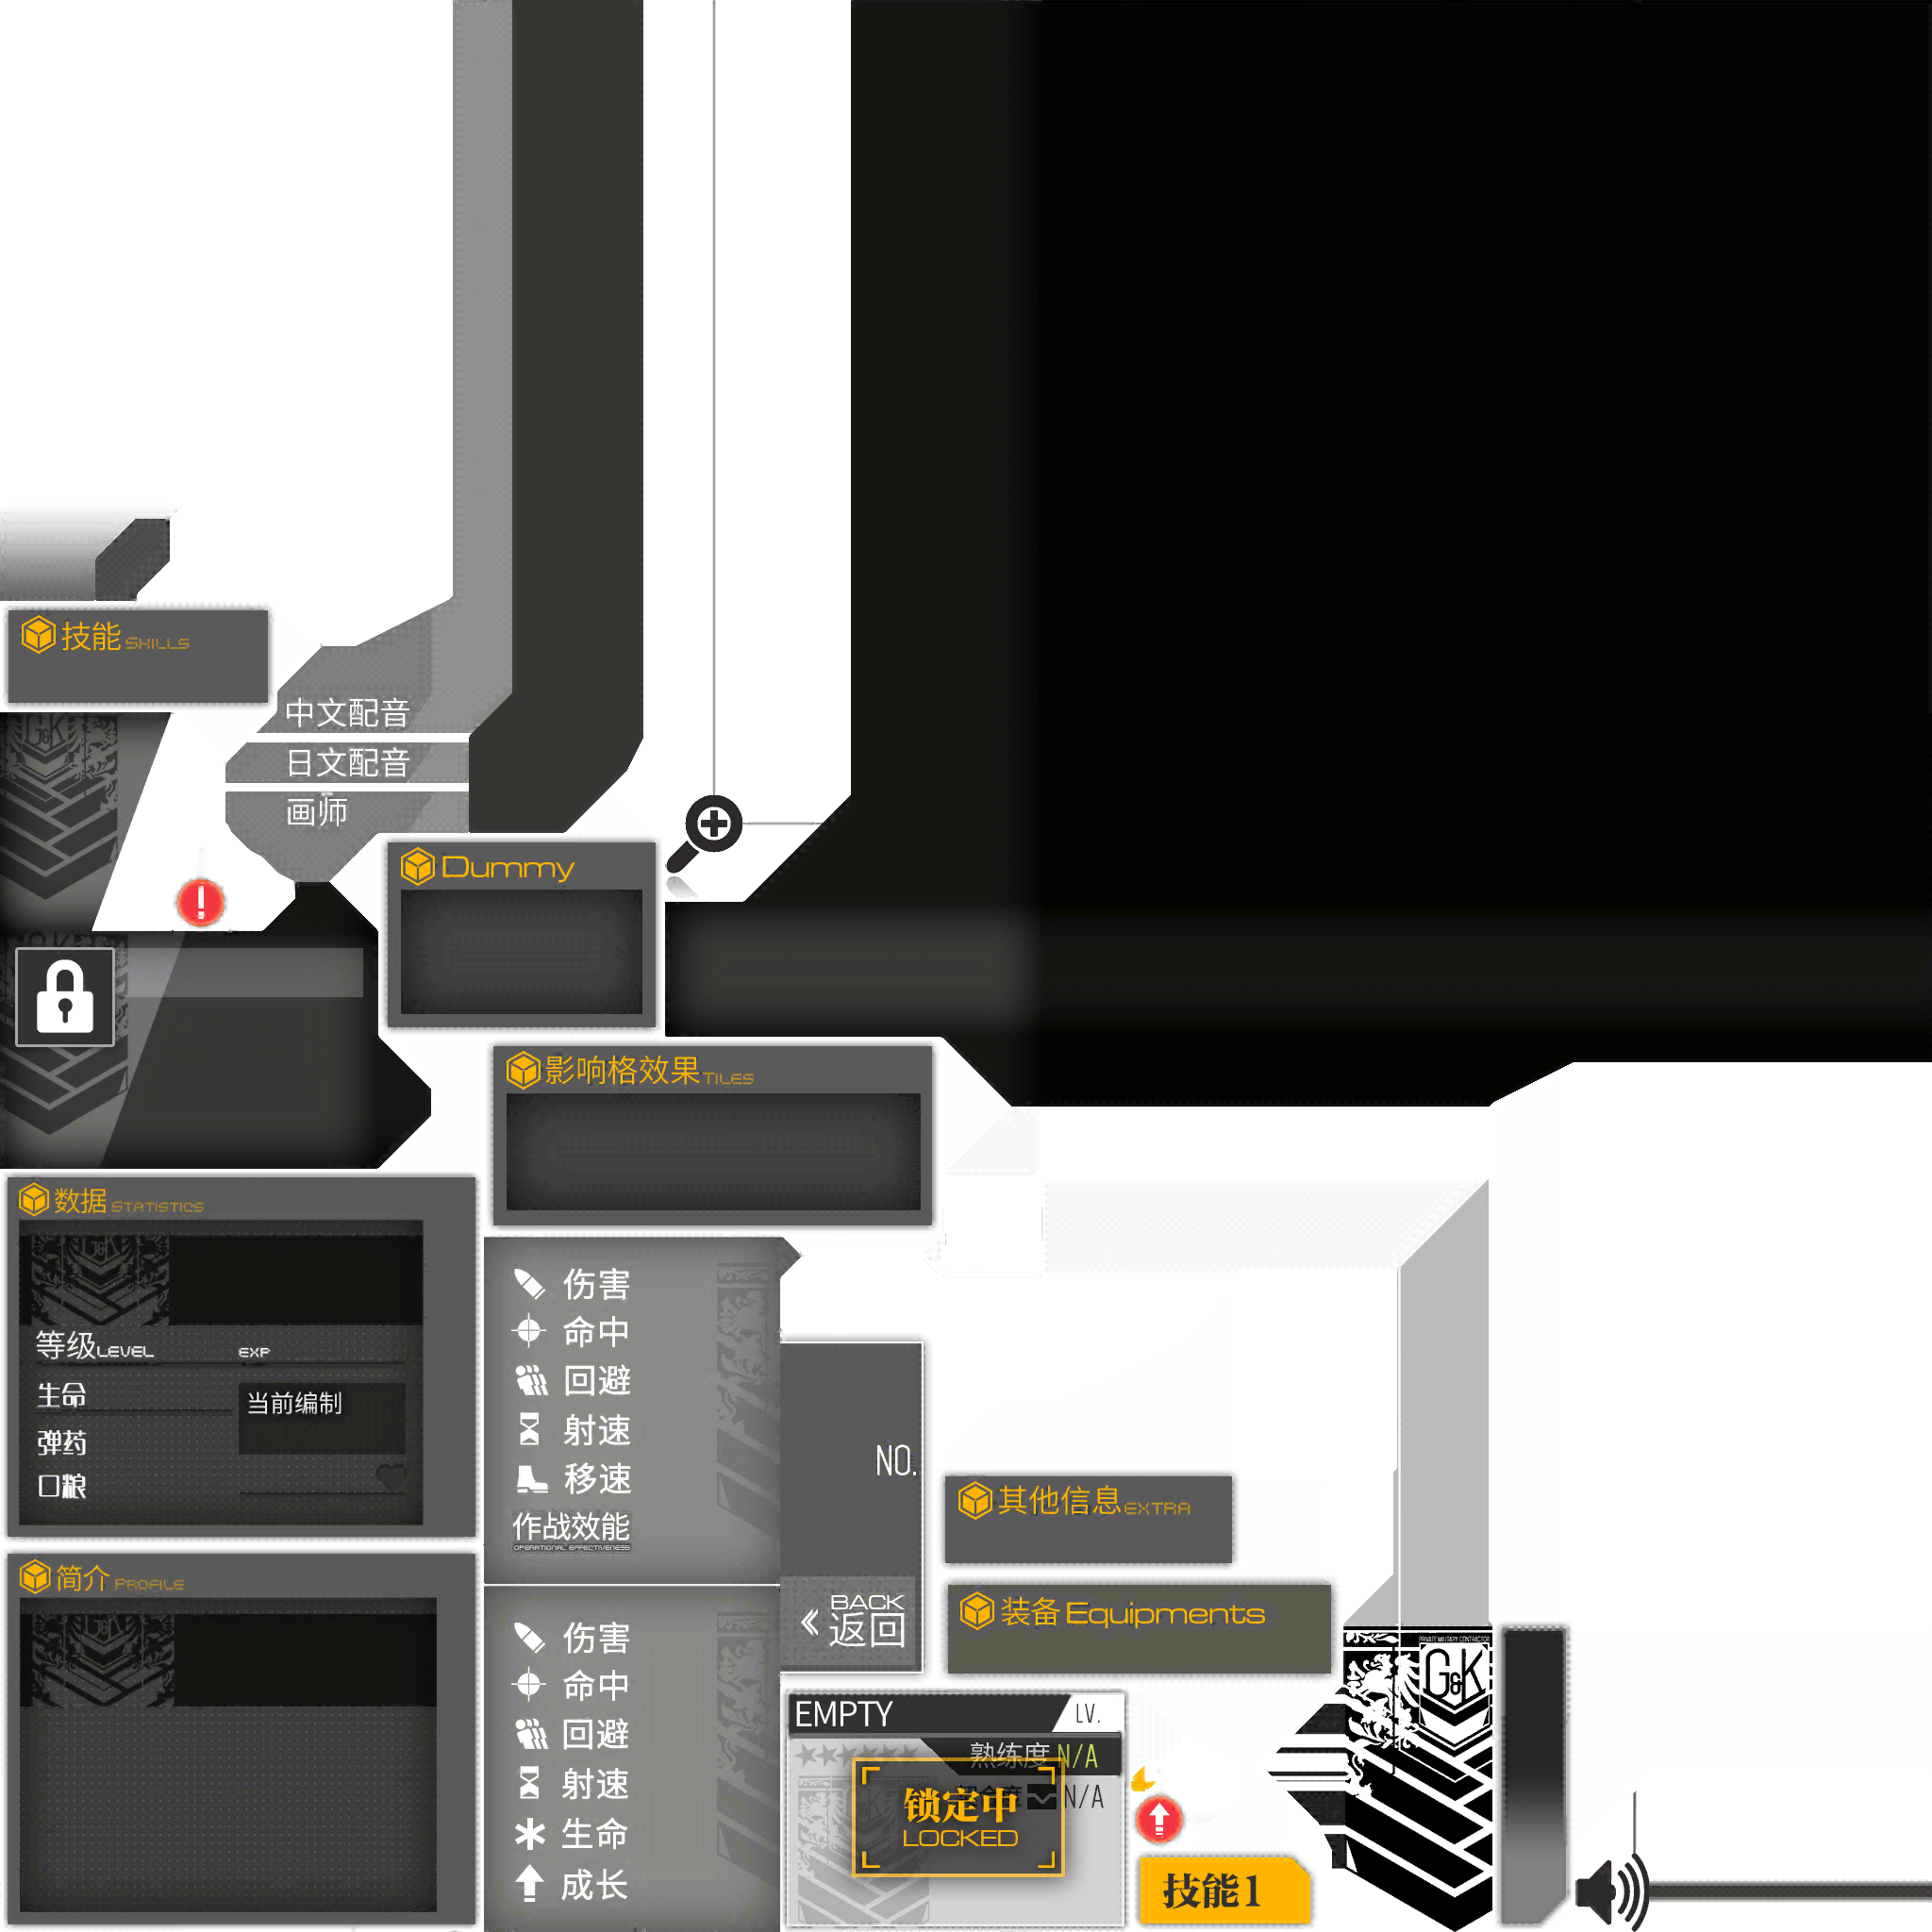 技能 SKILLS
中文配音
日文配音
画师
G&K
Dummy
影响格效果 TILES
数据 STATISTICS
G&K
等级 LEVEL EXP
生命
当前编制
弹药
口粮
简介 PROFILE
G&K
伤害
命中
回避
射速
移速
作战效能
OPERATIONAL EFFECTIVENESS
NO.
BACK
返回
其他信息 EXTRA
装备 Equipments
伤害
命中
回避
射速
生命
成长
EMPTY LV.
熟练度 N/A
N/A
锁定中
LOCKED
技能1
PRIVATE MILITARY CONTRACTOR
G&K